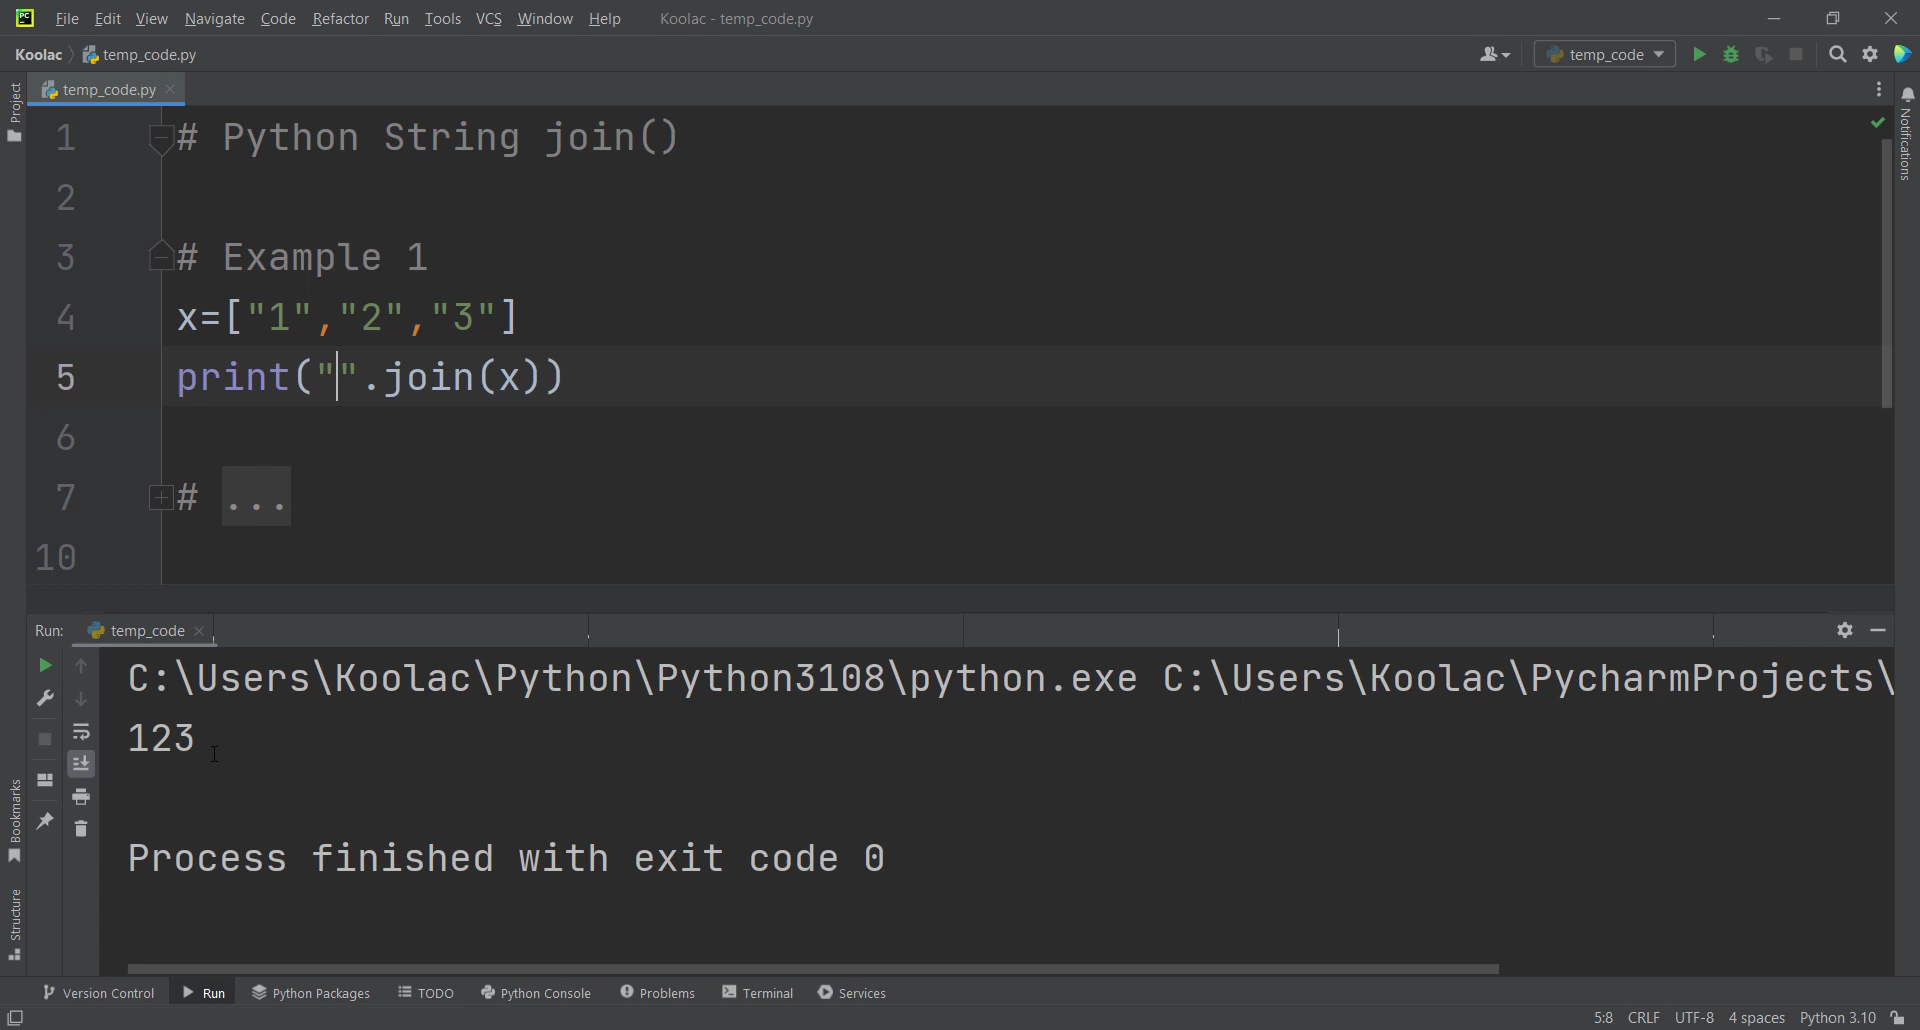 PC File Edit View Navigate Code Refactor Run Tools VCS Window Help Koolac - temp_code.py
Koolac temp_code.py temp_code
Project
temp_code.py
Notifications
1 # Python String join()
2
3 # Example 1
4 x=["1","2","3"]
5 print("".join(x))
6
7 # ...
10
Run: temp_code
C:\Users\Koolac\Python\Python3108\python.exe C:\Users\Koolac\PycharmProjects\
123
Process finished with exit code 0
Bookmarks
Structure
Version Control Run Python Packages TODO Python Console Problems Terminal Services
5:8 CRLF UTF-8 4 spaces Python 3.10